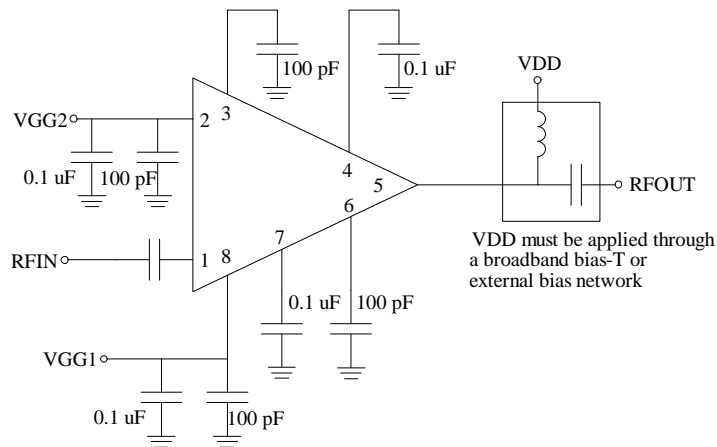 VDD
100 pF
0.1 uF
3
VGG2
2
4
5
0.1 uF
100 pF
6
RFOUT
7
VDD must be applied through
a broadband bias-T or
external bias network
RFIN
1
8
0.1 uF
100 pF
VGG1
0.1 uF
100 pF